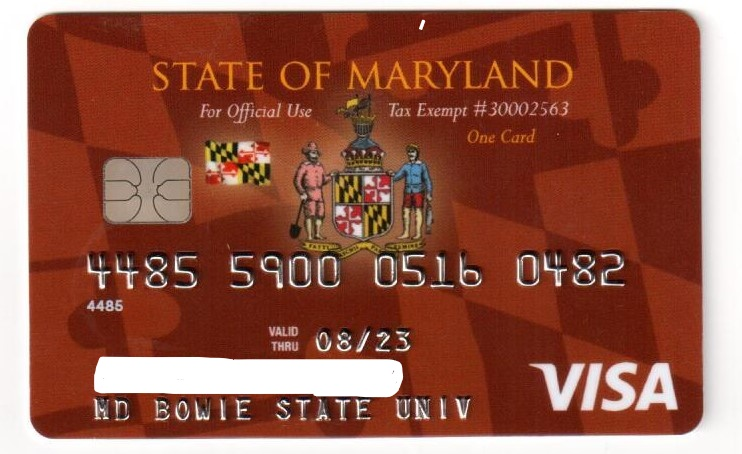 STATE OF MARYLAND
For Official Use Tax Exempt #30002563
One Card
4485 5900 0516 0482
4485
VALID THRU 08/23
MD BOWIE STATE UNIV
VISA